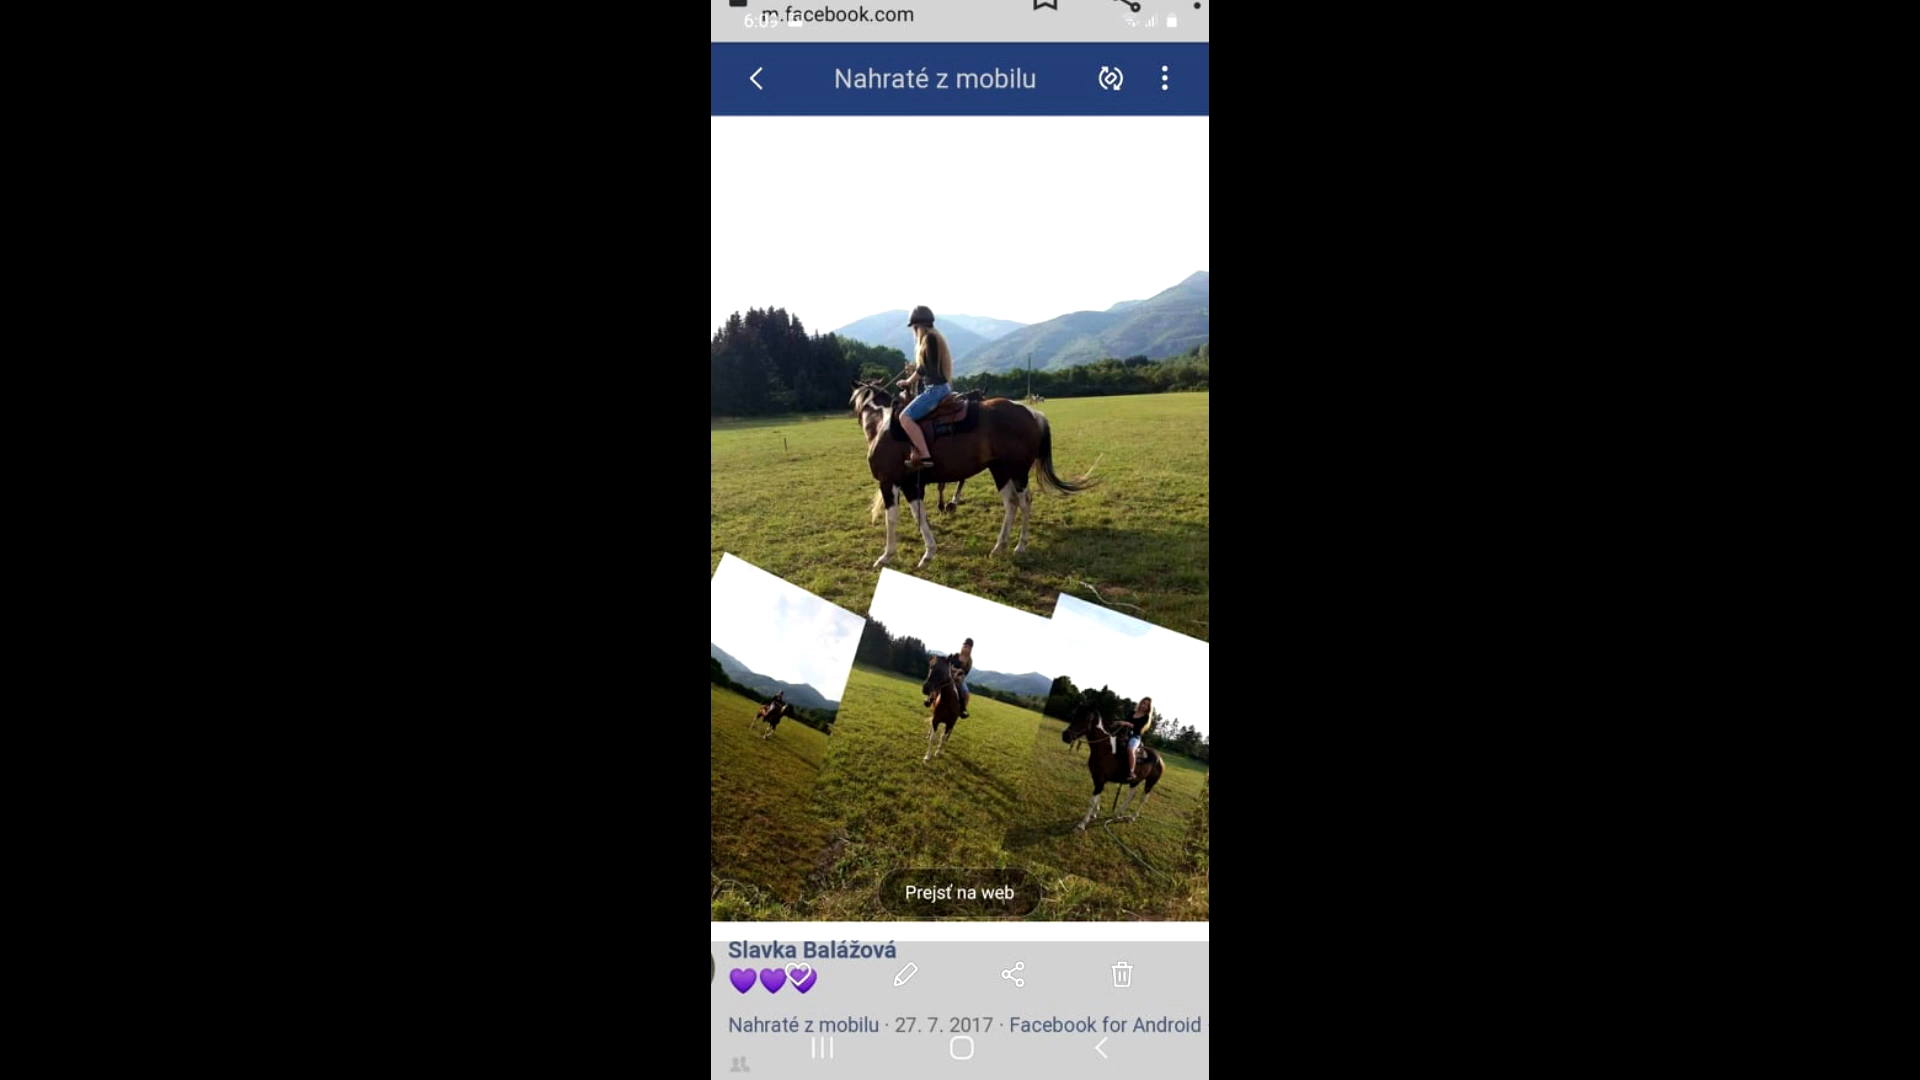 m.facebook.com
Nahraté z mobilu
Prejsť na web
Slavka Balážová
💜💜💜
Nahraté z mobilu · 27. 7. 2017 · Facebook for Android